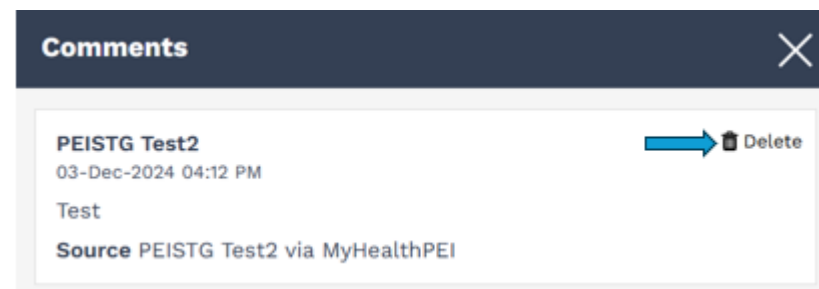 Comments
PEISTG Test2
Delete
03-Dec-2024 04:12 PM
Test
Source PEISTG Test2 via MyHealthPEI